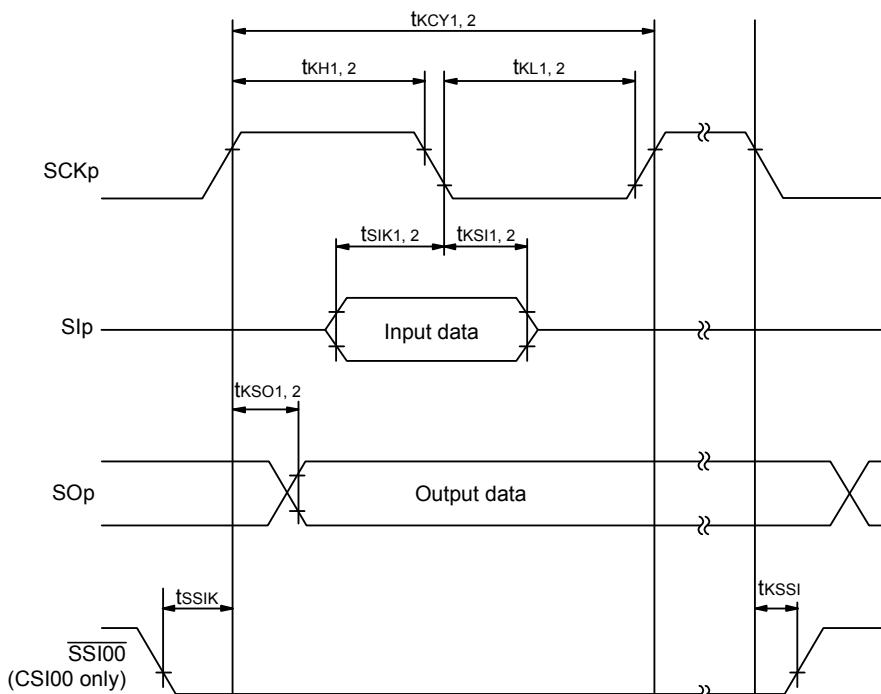 tKCY1, 2
tKH1, 2
tKL1, 2
SCKp
tSIK1, 2
tKSI1, 2
SIp
Input data
tKSO1, 2
SOp
Output data
tSSIK
tKSSI
SSI00
(CSI00 only)